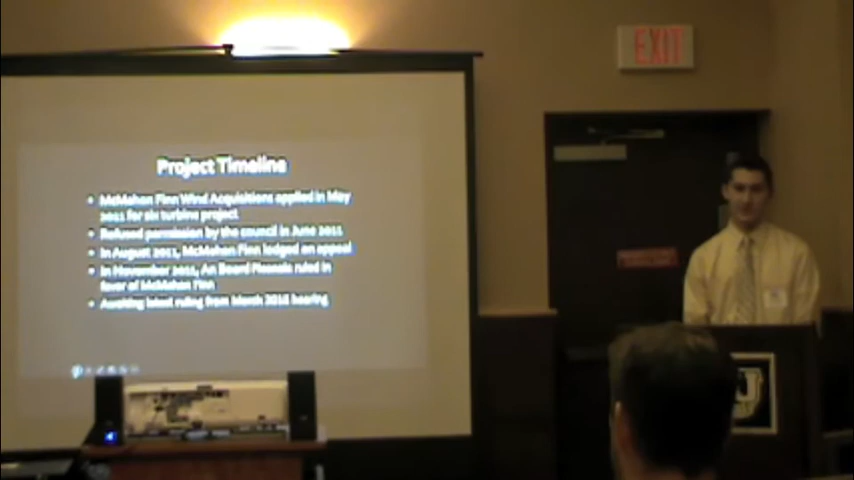 EXIT
Project Timeline
• McMahon Finn Wind Acquisitions applied in May
2011 for six turbine project
• Refused permission by the council in June 2011
• In August 2011, McMahon Finn lodged an appeal
• In November 2011, An Board Pleanala ruled in
favor of McMahon Finn
• Awaiting latest ruling from March 2016 hearing